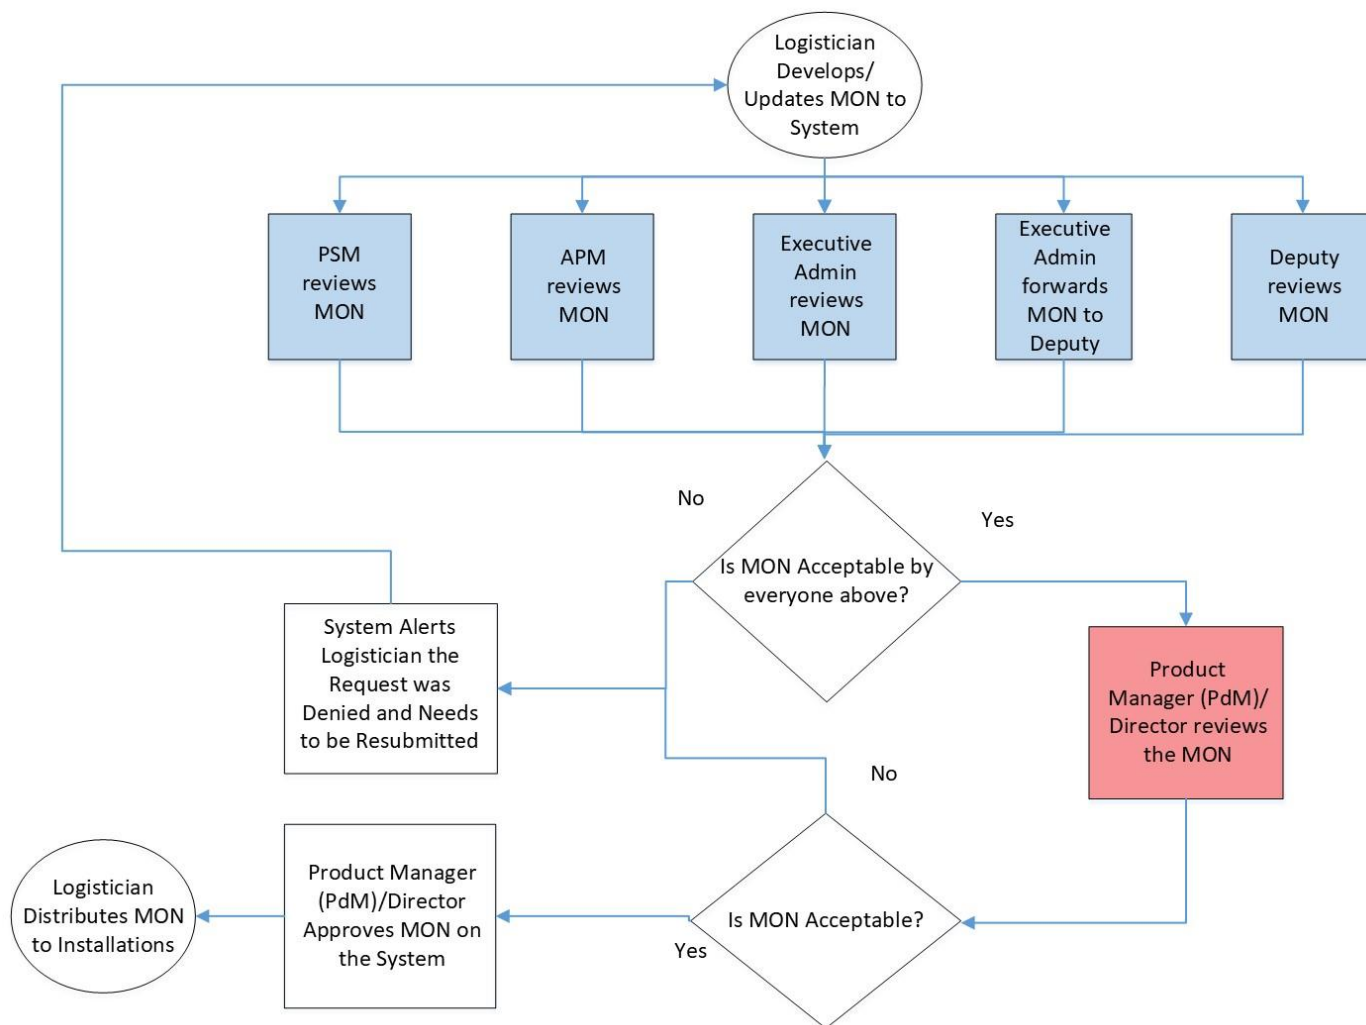 Logistician
Develops/
Updates MON to
System
PSM
reviews
MON
APM
reviews
MON
Executive
Admin
reviews
MON
Executive
Admin
forwards
MON to
Deputy
Deputy
reviews
MON
No
Yes
Is MON Acceptable by
everyone above?
System Alerts
Logistician the
Request was
Denied and Needs
to be Resubmitted
Product
Manager (PdM)/
Director reviews
the MON
No
Logistician
Distributes MON
to Installations
Product Manager
(PdM)/Director
Approves MON on
the System
Yes
Is MON Acceptable?